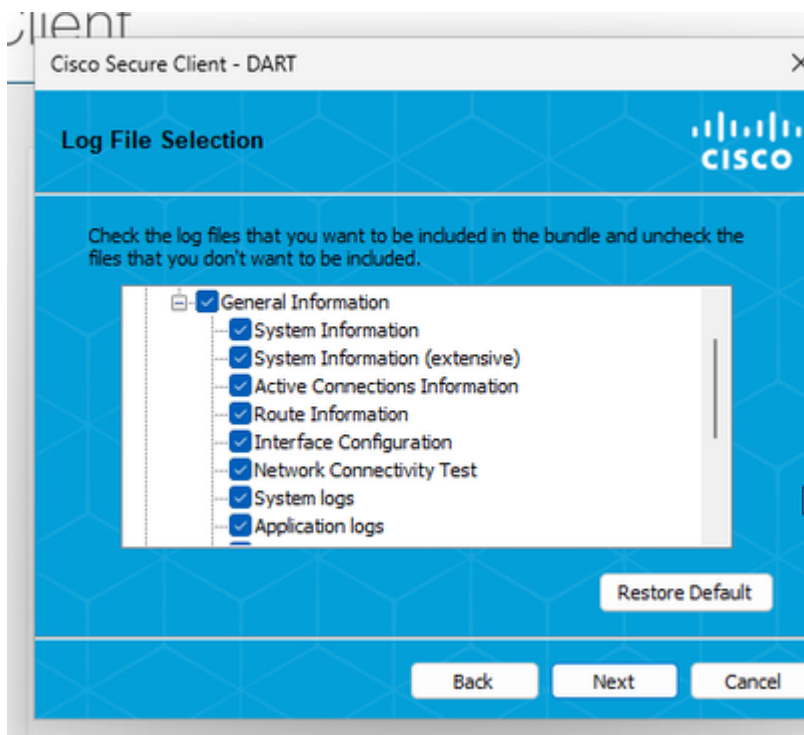 Client
Cisco Secure Client - DART
Log File Selection
CISCO
Check the log files that you want to be included in the bundle and uncheck the
files that you don't want to be included.
General Information
System Information
System Information (extensive)
Active Connections Information
Route Information
Interface Configuration
Network Connectivity Test
System logs
Application logs
Restore Default
Back
Next
Cancel